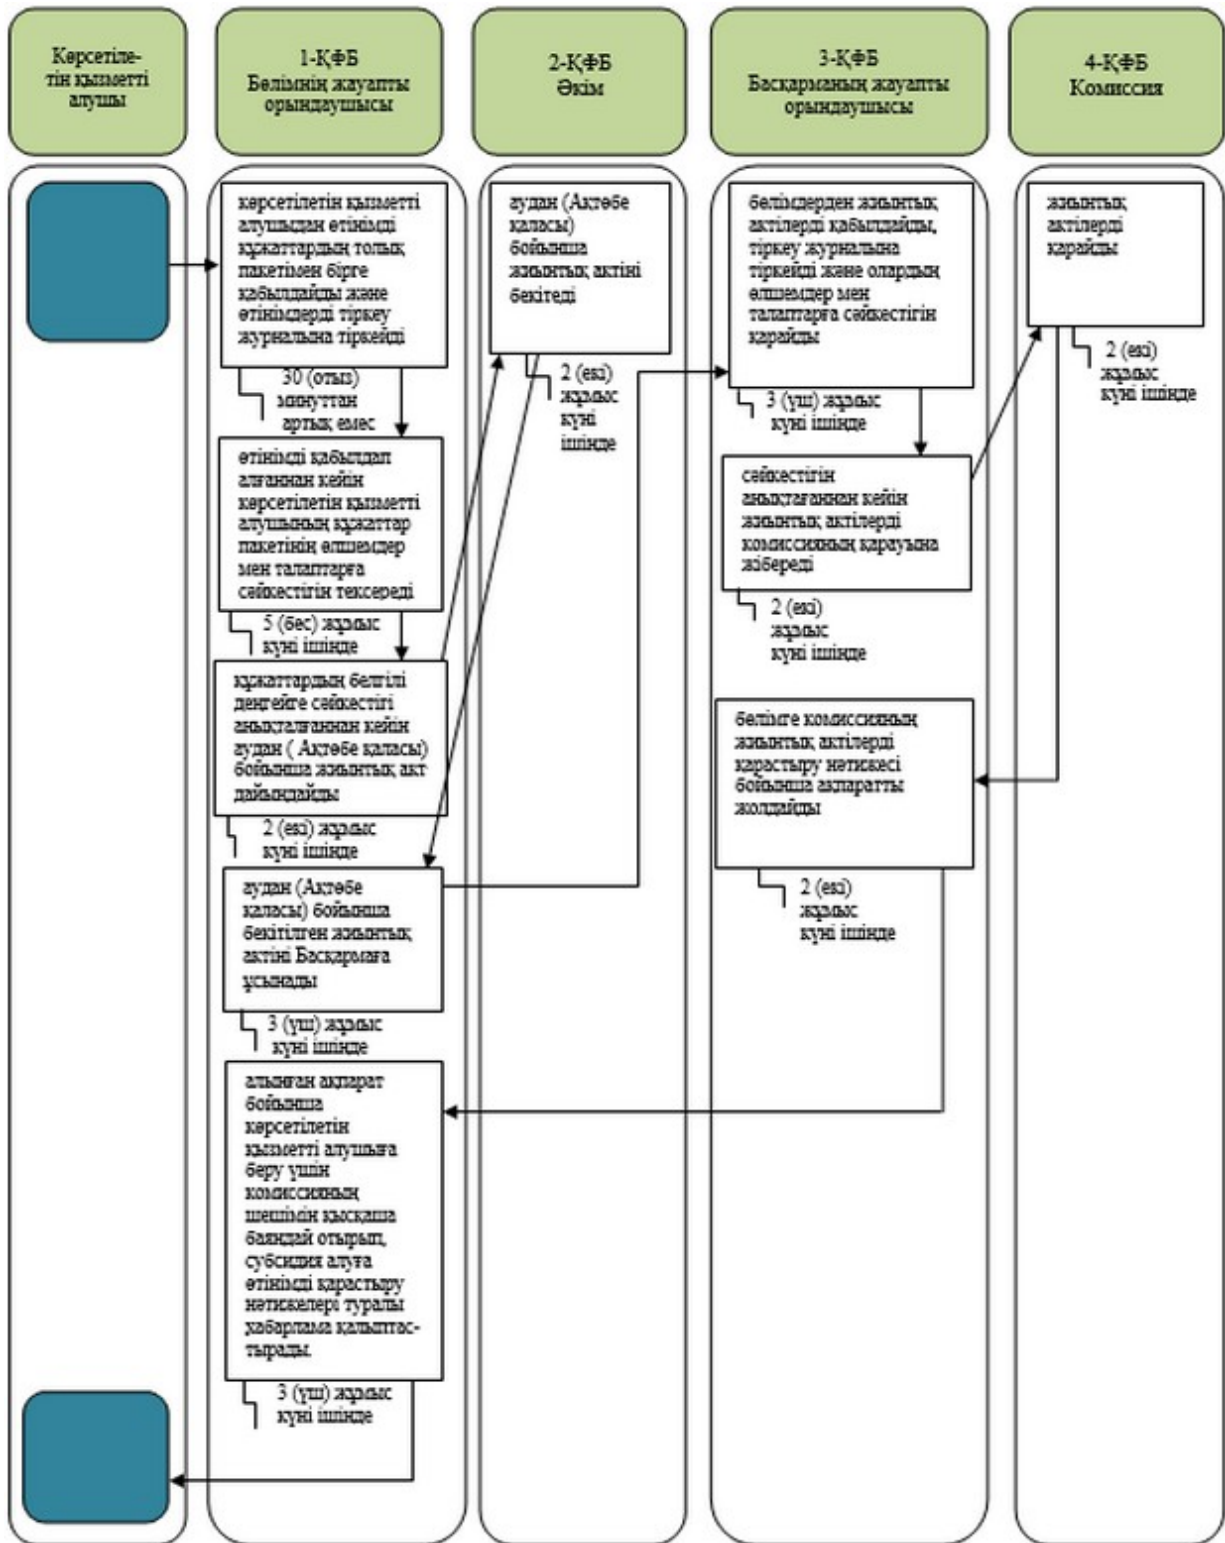 Көрсетіле-
тін қызметті
алушы
1-ҚФБ
Бөлімнің жауапты
орындаушысы
2-ҚФБ
Әкім
3-ҚФБ
Басқарманың жауапты
орындаушысы
4-ҚФБ
Комиссия
көрсетілетін қызметті
алушыдан өтінімді
құжаттардың толық
пакетімен бірге
қабылдайды және
өтінімдерді тіркеу
журналына тіркейді
30 (отыз)
минуттан
артық емес
өтінімді қабылдап
алғаннан кейін
көрсетілетін қызметті
алушының құжаттар
пакетінің өлшемдер
мен талаптарға
сәйкестігін тексереді
5 (бес) жұмыс
күні ішінде
құжаттардың белгілі
деңгейге сәйкестігі
анықталғаннан кейін
аудан ( Ақтөбе қаласы)
бойынша жиынтық акт
дайындайды
2 (екі) жұмыс
күні ішінде
аудан (Ақтөбе
қаласы) бойынша
бекітілген жиынтық
актіні Басқармаға
ұсынады
3 (үш) жұмыс
күні ішінде
алынған ақпарат
бойынша
көрсетілетін
қызметті алушыға
беру үшін
комиссияның
шешімін қысқаша
баяндай отырып,
субсидия алуға
өтінімді қарастыру
нәтижелері туралы
хабарлама қалыптас-
тырады.
3 (үш) жұмыс
күні ішінде
аудан (Ақтөбе
қаласы)
бойынша
жиынтық актіні
бекітеді
2 (екі)
жұмыс
күні
ішінде
бөлімдерден жиынтық
актілерді қабылдайды,
тіркеу журналына
тіркейді және олардың
өлшемдер мен
талаптарға сәйкестігін
қарайды
3 (үш) жұмыс
күні ішінде
сәйкестігін
анықтағаннан кейін
жиынтық актілерді
комиссияның қарауына
жібереді
2 (екі)
жұмыс
күні ішінде
бөлімге комиссияның
жиынтық актілерді
қарастыру нәтижесі
бойынша ақпаратты
жолдайды
2 (екі)
жұмыс
күні ішінде
жиынтық
актілерді
қарайды
2 (екі)
жұмыс
күні ішінде